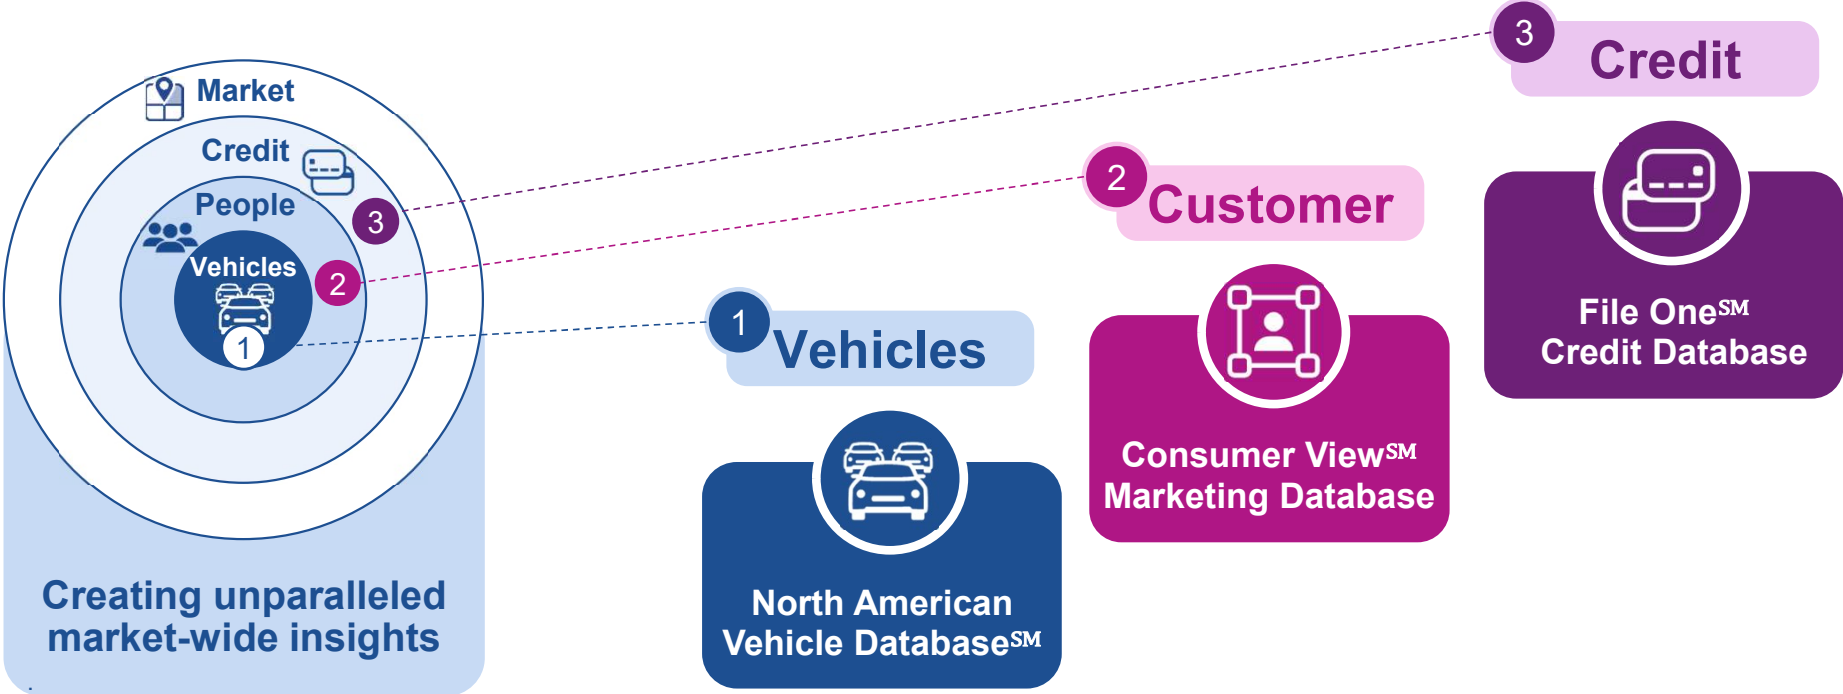 Market
Credit
3
People
Vehicles
2
1
Creating unparalleled
market-wide insights
1
Vehicles
North American
Vehicle Database℠
2
Customer
Consumer View℠
Marketing Database
3
Credit
File One℠
Credit Database